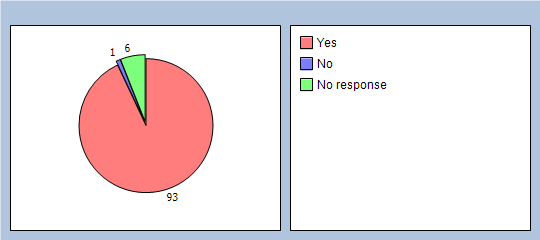 1
6
93
Yes
No
No response